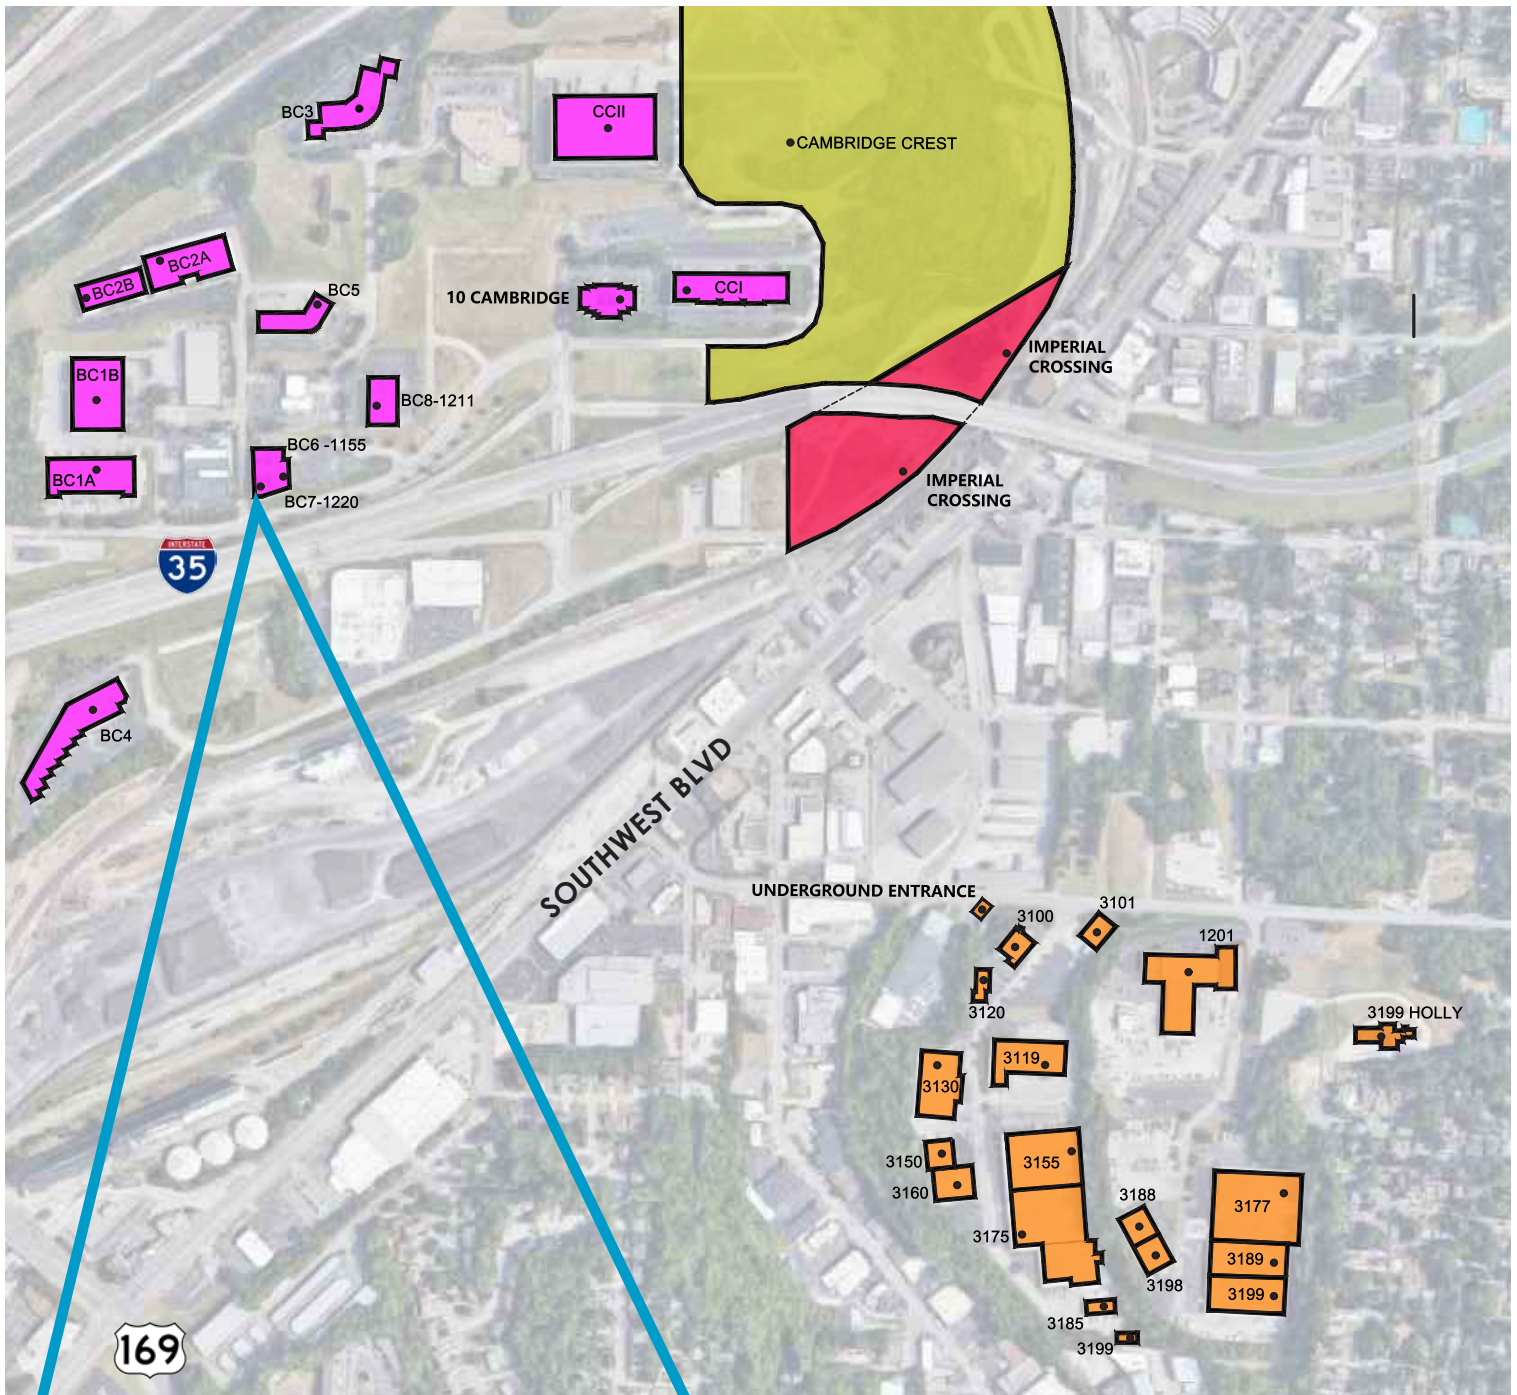 BC3
CCII
CAMBRIDGE CREST
BC2A
BC2B
BC5
10 CAMBRIDGE
CCI
IMPERIAL
CROSSING
BC1B
BC8-1211
BC6 -1155
BC1A
BC7-1220
IMPERIAL
CROSSING
INTERSTATE
35
BC4
SOUTHWEST BLVD
UNDERGROUND ENTRANCE
3101
3100
1201
3120
3199 HOLLY
3119
3130
3150
3155
3160
3188
3177
3175
3189
3198
3199
3185
3199
169